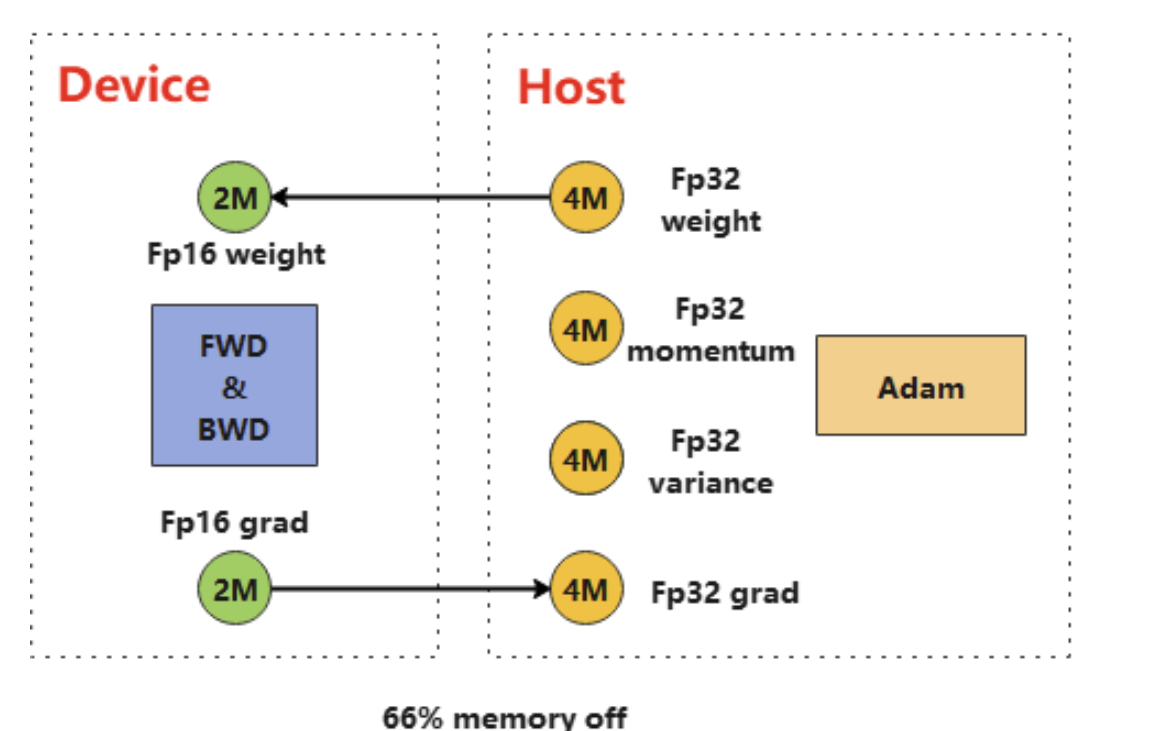 Device
2M
Fp16 weight
FWD
&
BWD
Fp16 grad
2M
Host
4M
Fp32
weight
4M
Fp32
momentum
4M
Fp32
variance
4M
Fp32 grad
Adam
66% memory off